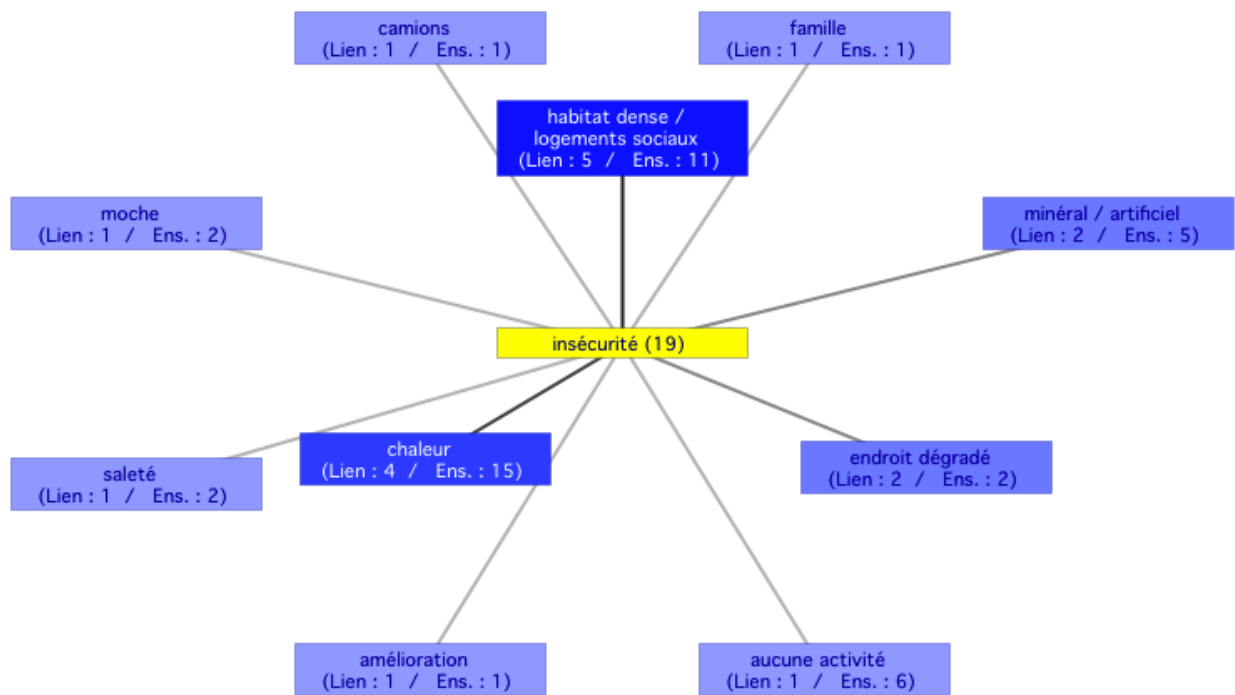 camions
(Lien : 1 / Ens. : 1)
famille
(Lien : 1 / Ens. : 1)
habitat dense /
logements sociaux
(Lien : 5 / Ens. : 11)
moche
(Lien : 1 / Ens. : 2)
minéral / artificiel
(Lien : 2 / Ens. : 5)
insécurité (19)
chaleur
(Lien : 4 / Ens. : 15)
endroit dégradé
(Lien : 2 / Ens. : 2)
saleté
(Lien : 1 / Ens. : 2)
amélioration
(Lien : 1 / Ens. : 1)
aucune activité
(Lien : 1 / Ens. : 6)